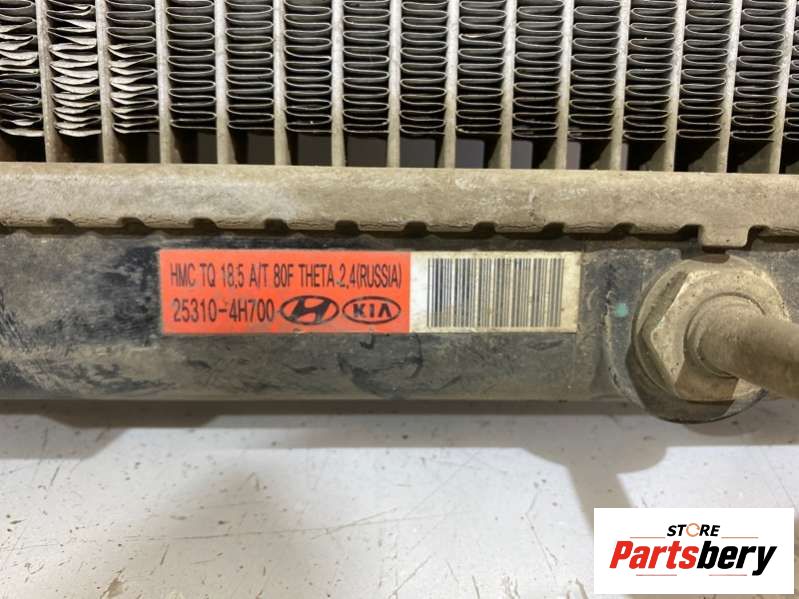 HMC TQ 18,5 A/T 80F THETA 2,4(RUSSIA)
25310-4H700 KIA
STORE
Partsbery